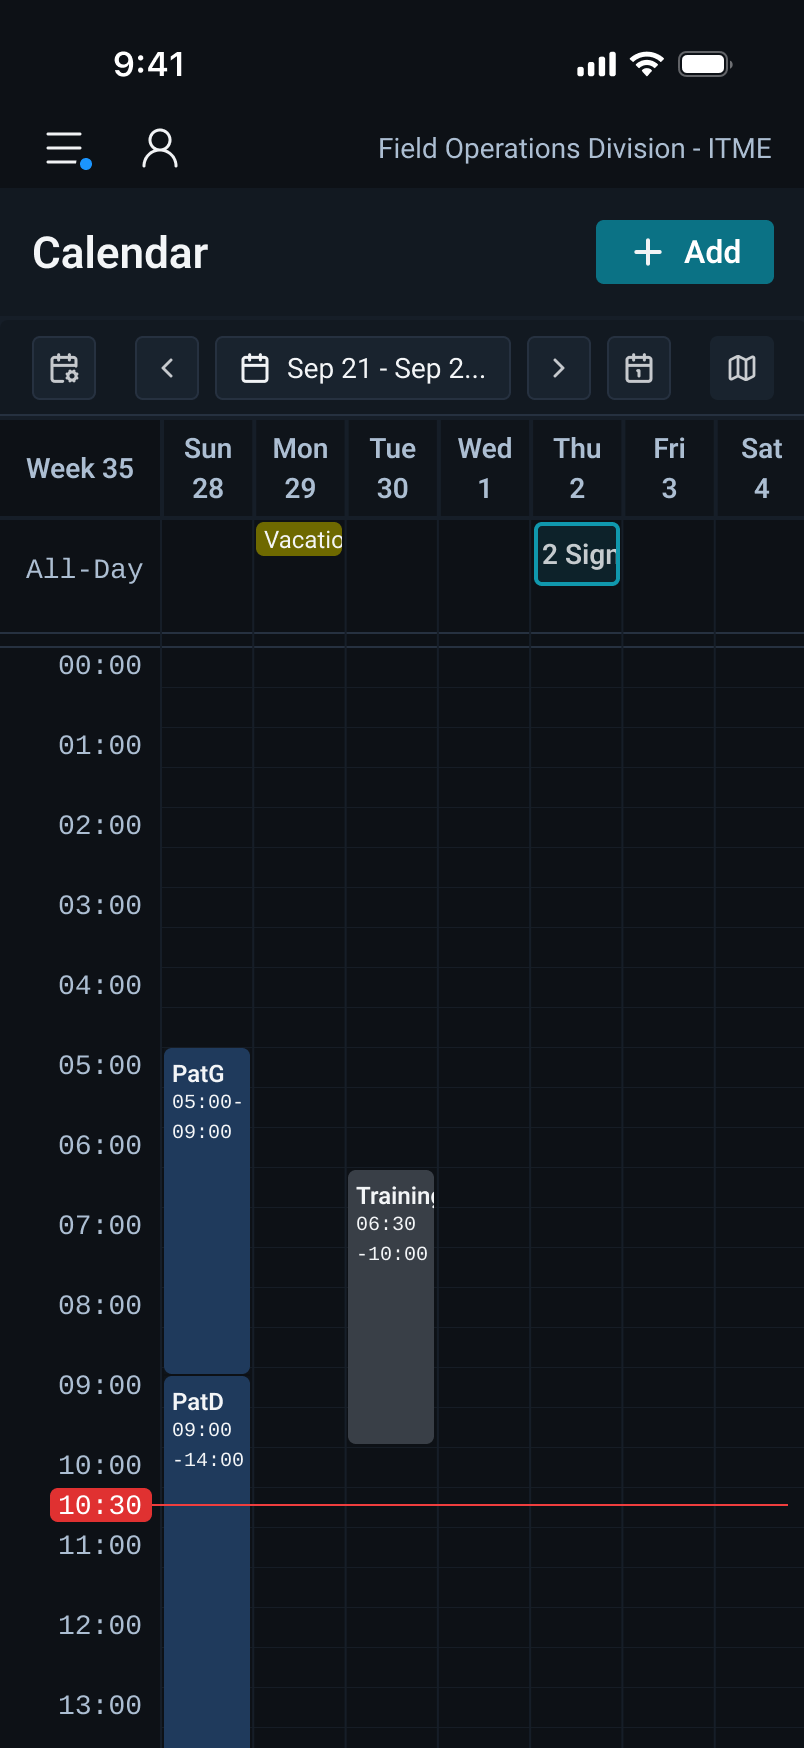 9:41
Field Operations Division - ITME
Calendar
Add
1
Sep 21 - Sep 2...
Week 35
Sun 28
Mon 29
Tue 30
Wed 1
Thu 2
Fri 3
Sat 4
All-Day
Vacatio
2 Sign
00:00
01:00
02:00
03:00
04:00
05:00
PatG
05:00-
09:00
06:00
Training
06:30
-10:00
07:00
08:00
09:00
PatD
09:00
-14:00
10:00
10:30
11:00
12:00
13:00